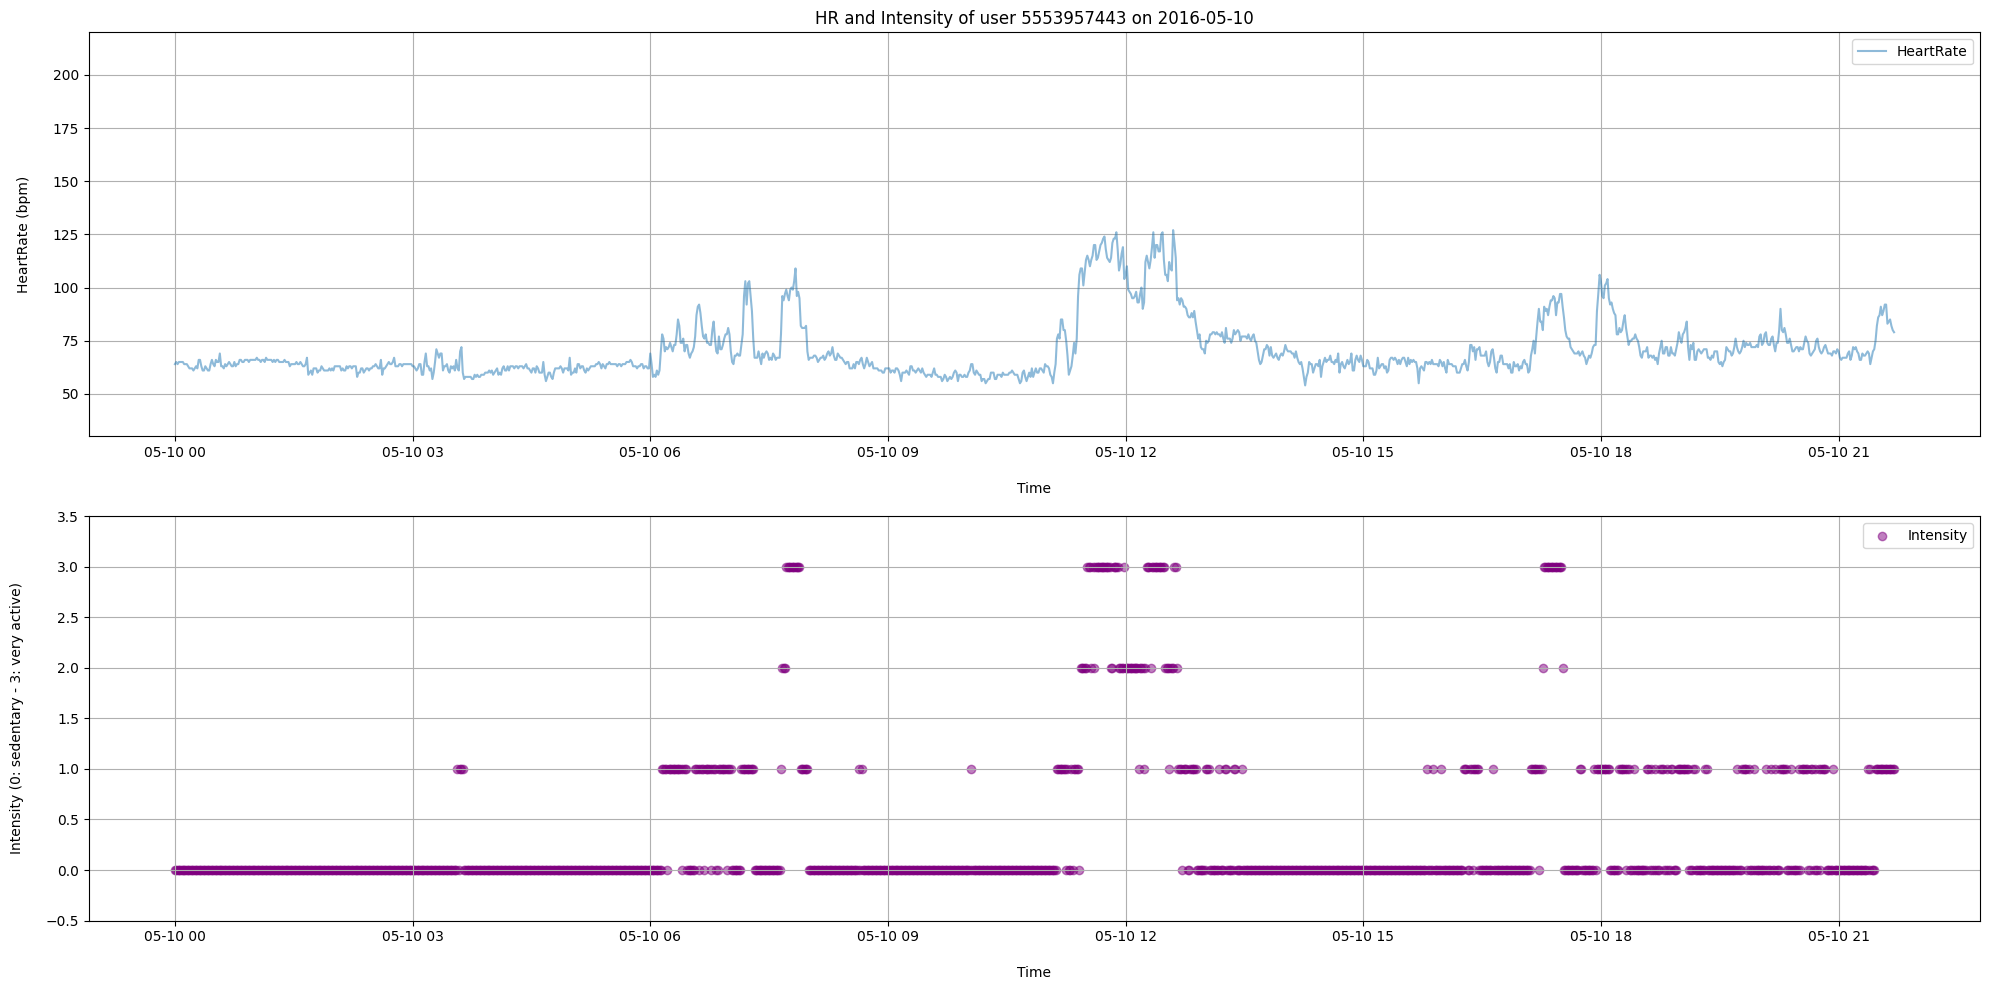 HR and Intensity of user 5553957443 on 2016-05-10
HeartRate
200
175
150
125
100
75
50
HeartRate (bpm)
05-10 00 05-10 03 05-10 06 05-10 09 05-10 12 05-10 15 05-10 18 05-10 21
Time
Intensity
3.5
3.0
2.5
2.0
1.5
1.0
0.5
0.0
−0.5
Intensity (0: sedentary - 3: very active)
05-10 00 05-10 03 05-10 06 05-10 09 05-10 12 05-10 15 05-10 18 05-10 21
Time